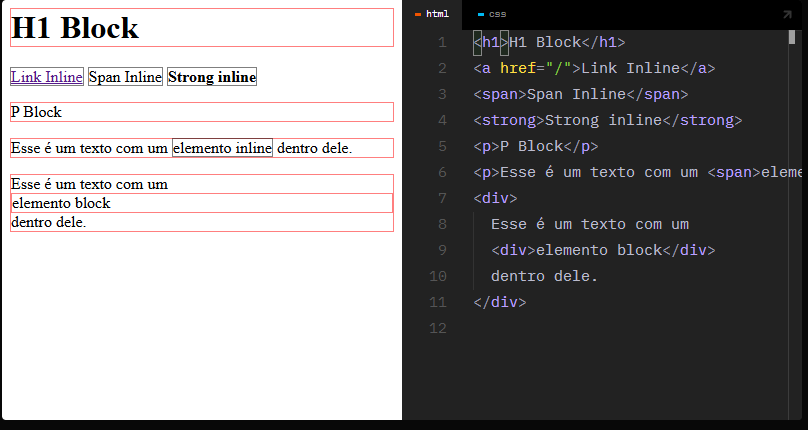 H1 Block
Link Inline Span Inline Strong inline
P Block
Esse é um texto com um elemento inline dentro dele.
Esse é um texto com um
elemento block
dentro dele.
html css
1 <h1>H1 Block</h1>
2 <a href="/">Link Inline</a>
3 <span>Span Inline</span>
4 <strong>Strong inline</strong>
5 <p>P Block</p>
6 <p>Esse é um texto com um <span>eleme
7 <div>
8 Esse é um texto com um
9 <div>elemento block</div>
10 dentro dele.
11 </div>
12